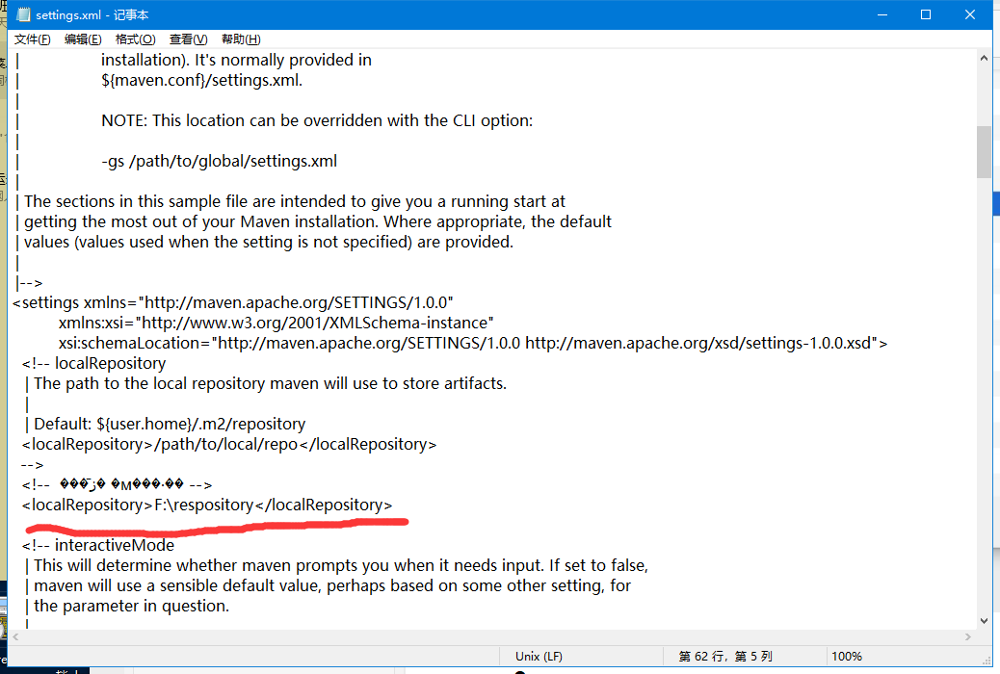 settings.xml - 记事本
文件(F) 编辑(E) 格式(O) 查看(V) 帮助(H)
| installation). It's normally provided in
| ${maven.conf}/settings.xml.
|
| NOTE: This location can be overridden with the CLI option:
|
| -gs /path/to/global/settings.xml
|
| The sections in this sample file are intended to give you a running start at
| getting the most out of your Maven installation. Where appropriate, the default
| values (values used when the setting is not specified) are provided.
|
|-->
<settings xmlns="http://maven.apache.org/SETTINGS/1.0.0"
xmlns:xsi="http://www.w3.org/2001/XMLSchema-instance"
xsi:schemaLocation="http://maven.apache.org/SETTINGS/1.0.0 http://maven.apache.org/xsd/settings-1.0.0.xsd">
<!-- localRepository
| The path to the local repository maven will use to store artifacts.
|
| Default: ${user.home}/.m2/repository
<localRepository>/path/to/local/repo</localRepository>
-->
<!-- -->
<localRepository>F:\respository</localRepository>
<!-- interactiveMode
| This will determine whether maven prompts you when it needs input. If set to false,
| maven will use a sensible default value, perhaps based on some other setting, for
| the parameter in question.
|
Unix (LF) 第 62 行，第 5 列 100%